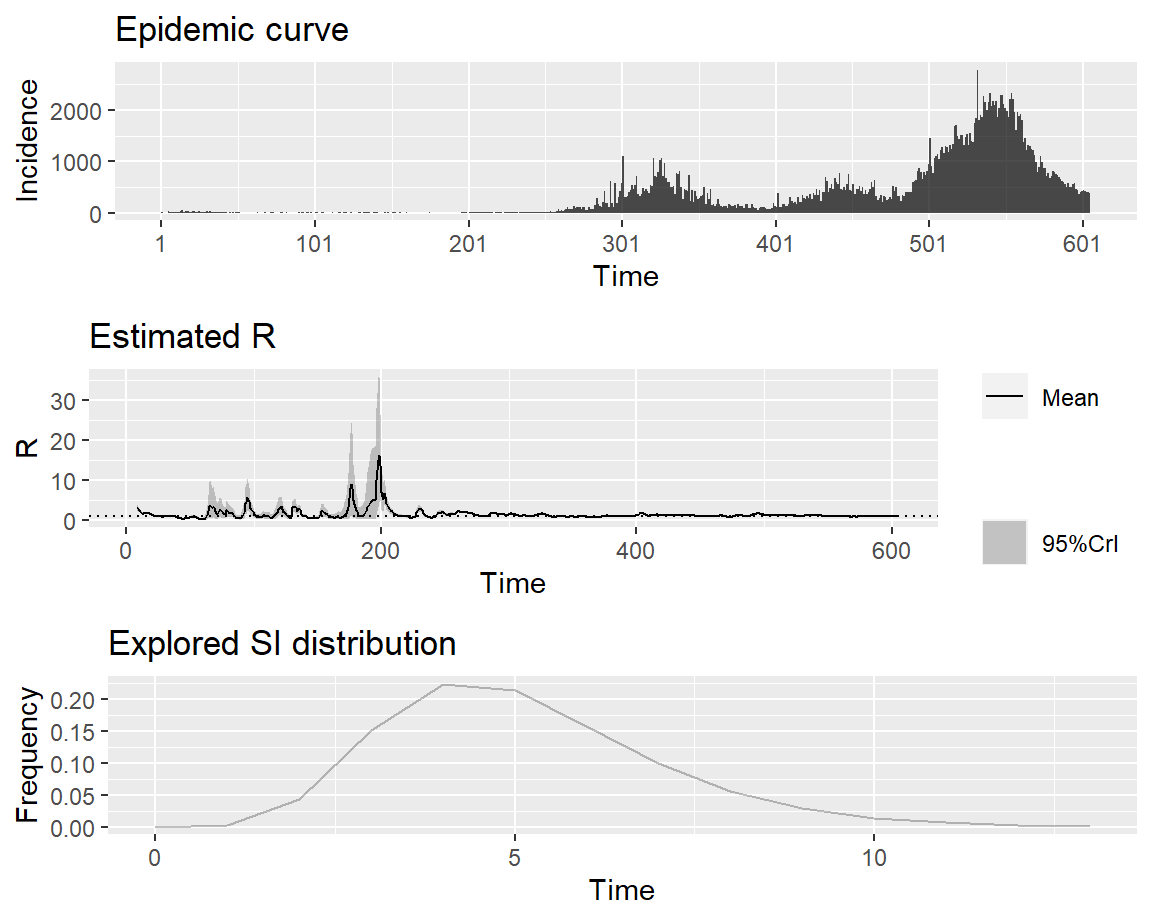 Epidemic curve
Incidence
2000
1000
0
1 101 201 301 401 501 601
Time
Estimated R
R
30
20
10
0
0 200 400 600
Time
Mean
95%CrI
Explored SI distribution
Frequency
0.20
0.15
0.10
0.05
0.00
0 5 10
Time